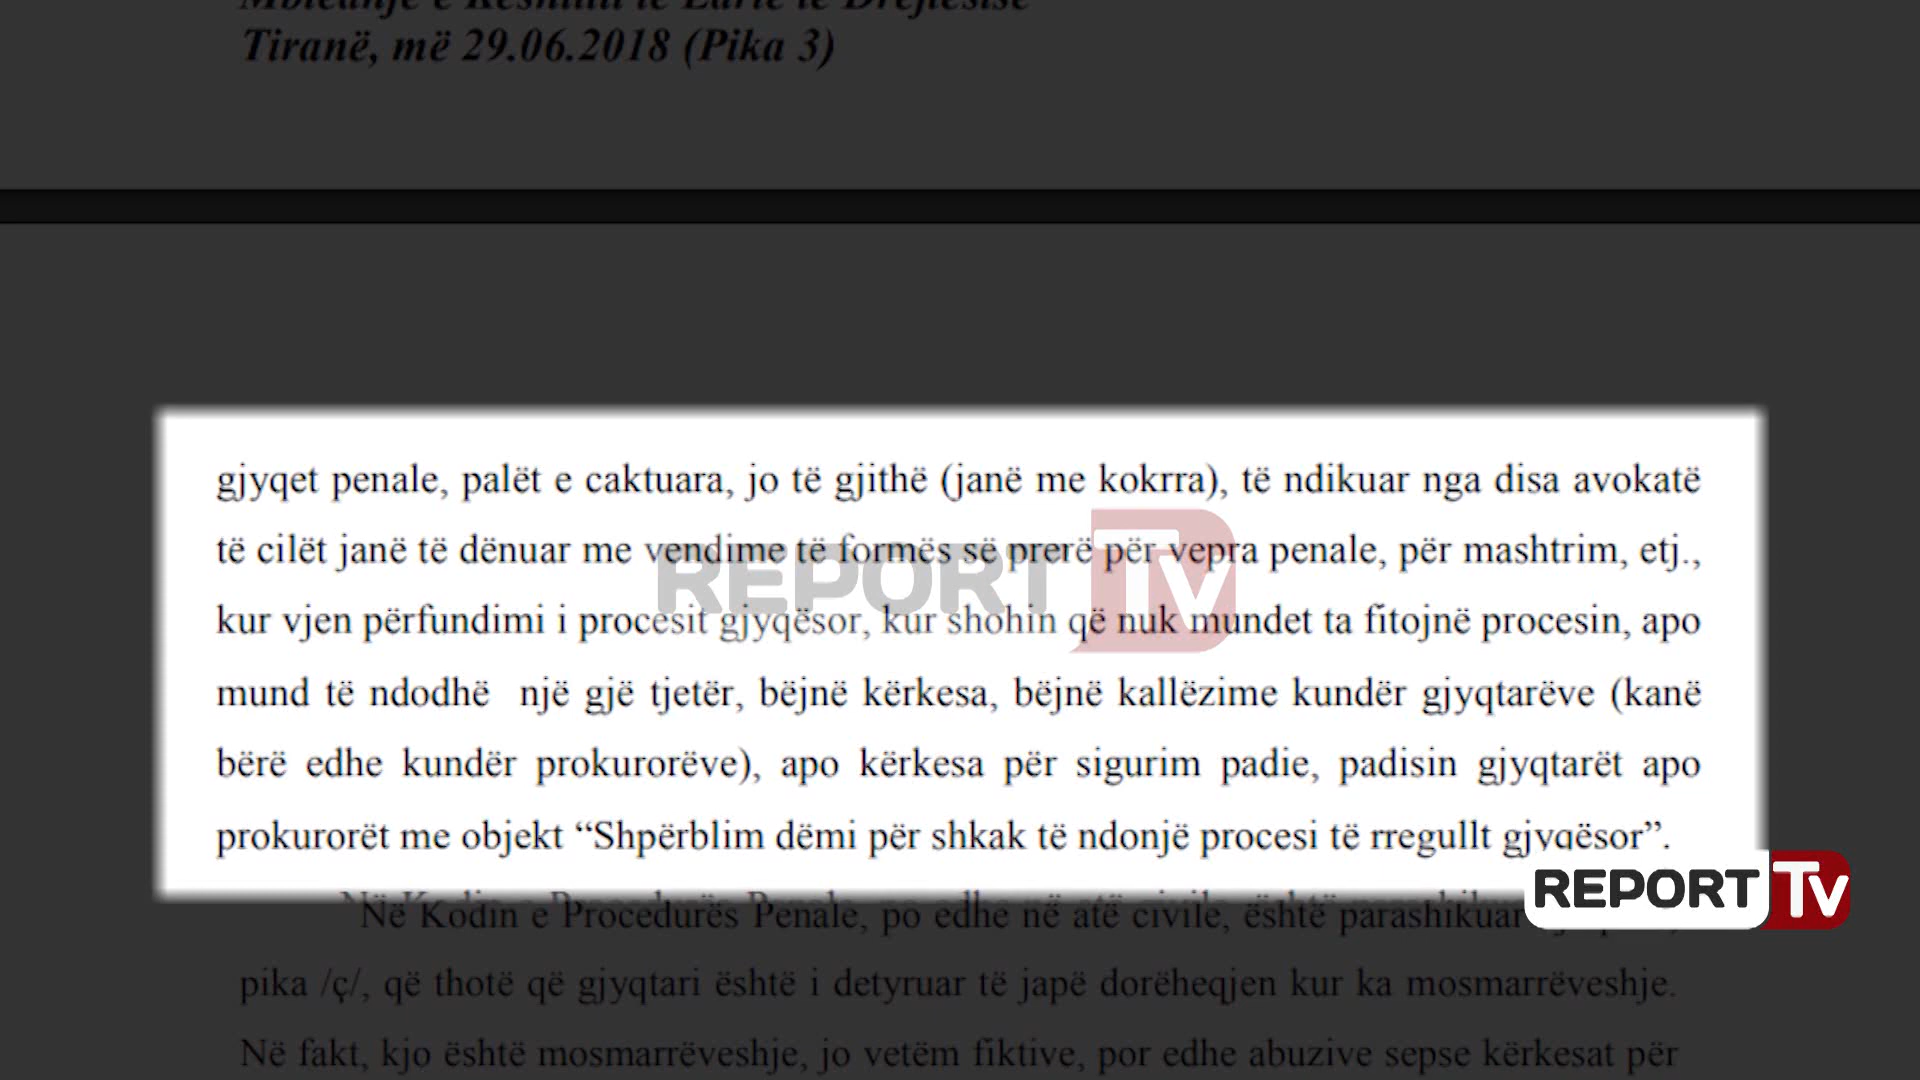 Mbledhje e Këshillit të Lartë të Drejtësisë
Tiranë, më 29.06.2018 (Pika 3)
gjyqet penale, palët e caktuara, jo të gjithë (janë me kokrra), të ndikuar nga disa avokatë
të cilët janë të dënuar me vendime të formës së prerë për vepra penale, për mashtrim, etj.,
kur vjen përfundimi i procesit gjyqësor, kur shohin që nuk mundet ta fitojnë procesin, apo
mund të ndodhë një gjë tjetër, bëjnë kërkesa, bëjnë kallëzime kundër gjyqtarëve (kanë
bërë edhe kundër prokurorëve), apo kërkesa për sigurim padie, padisin gjyqtarët apo
prokurorët me objekt “Shpërblim dëmi për shkak të ndonjë procesi të rregullt gjyqësor”.
Në Kodin e Procedurës Penale, po edhe në atë civile, është parashikuar
pika /ç/, që thotë që gjyqtari është i detyruar të japë dorëheqjen kur ka mosmarrëveshje.
Në fakt, kjo është mosmarrëveshje, jo vetëm fiktive, por edhe abuzive sepse kërkesat për
REPORT Tv
REPORT Tv